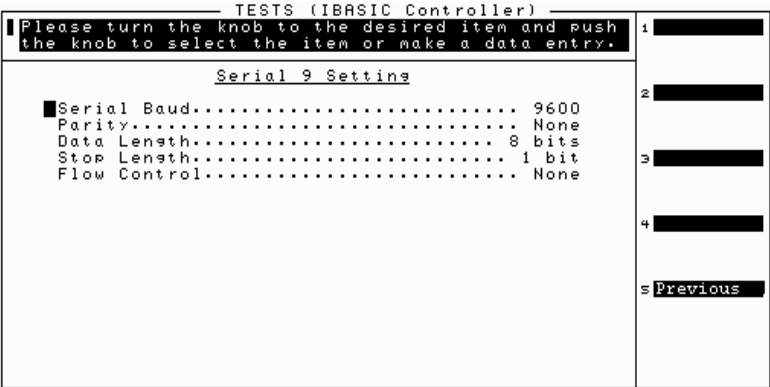 TESTS (IBASIC Controller)
Please turn the knob to the desired item and push
the knob to select the item or make a data entry.
Serial 9 Setting
Serial Baud............................ 9600
Parity................................. None
Data Length.......................... 8 bits
Stop Length........................... 1 bit
Flow Control........................... None
1
2
3
4
5 Previous